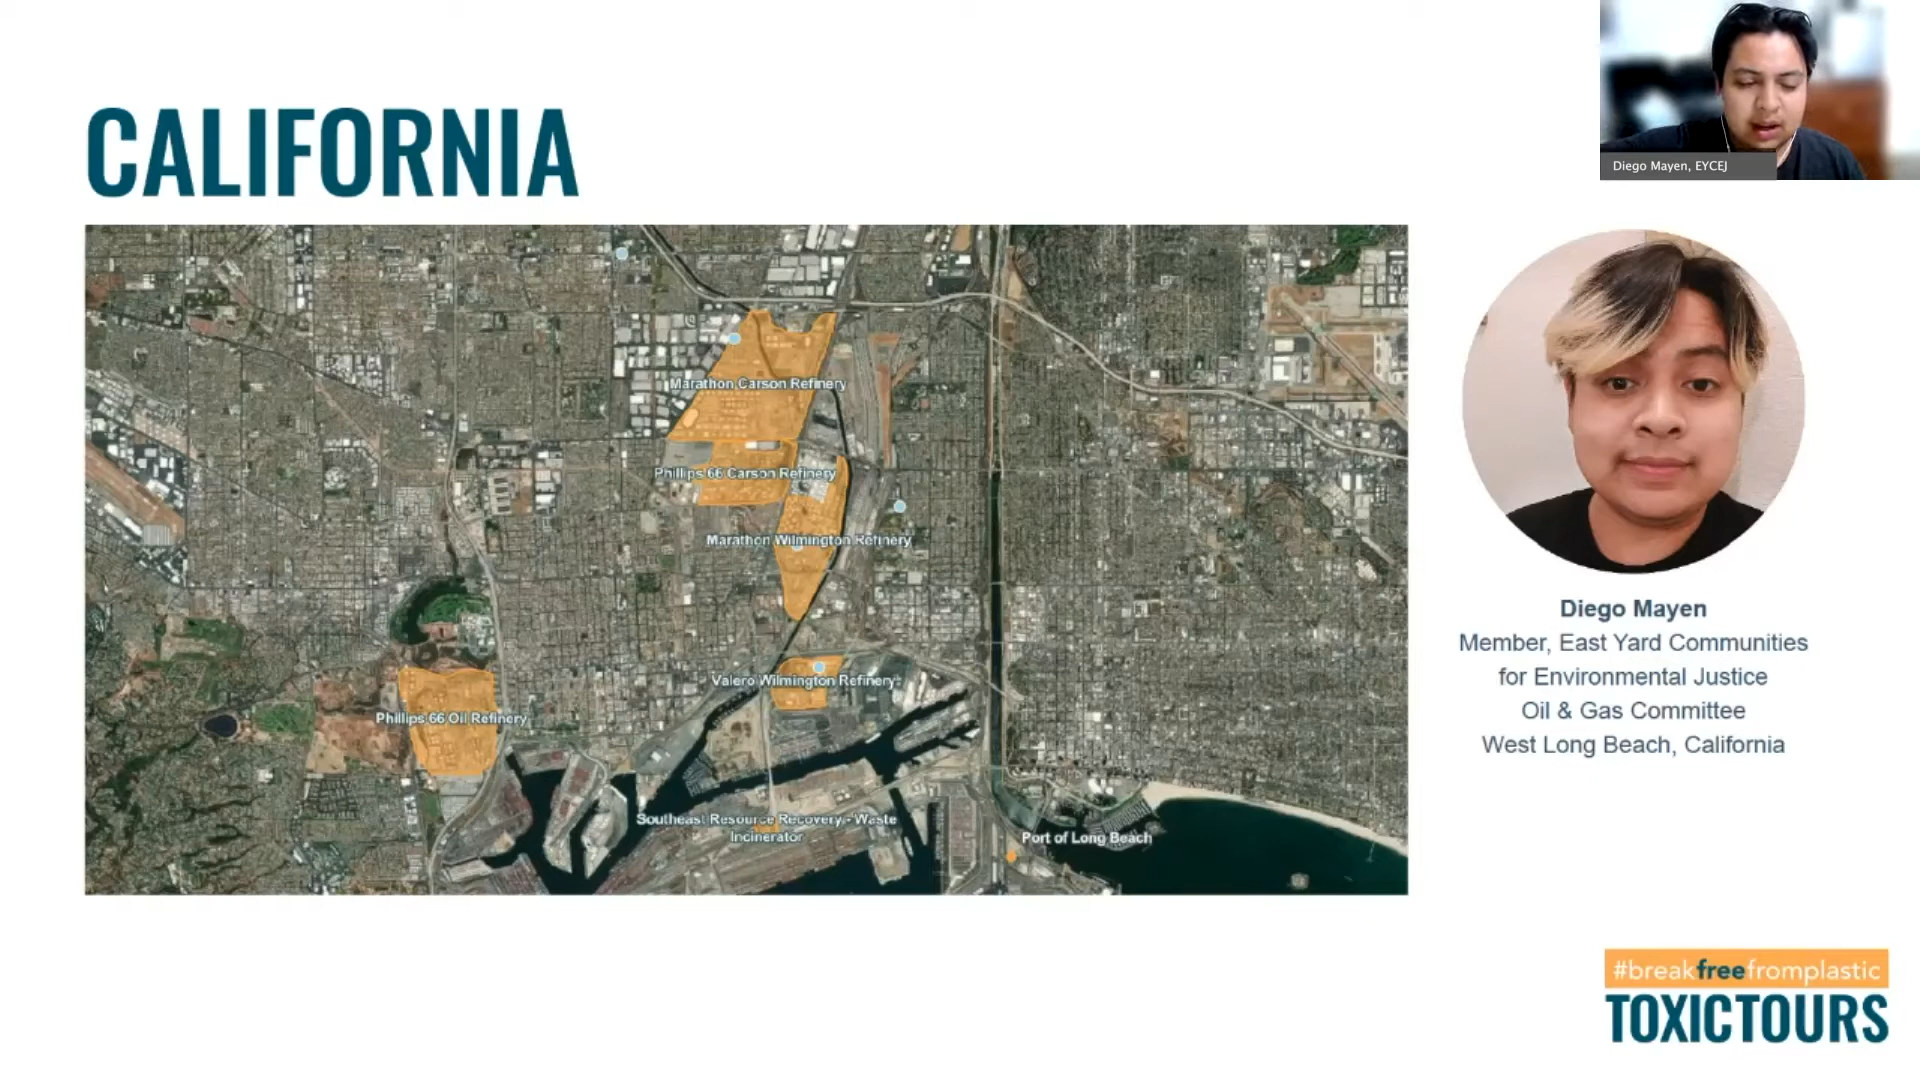 CALIFORNIA
Diego Mayen, EYCEJ
Marathon Carson Refinery
Phillips 66 Carson Refinery
Marathon Wilmington Refinery
Valero Wilmington Refinery
Phillips 66 Oil Refinery
Southeast Resource Recovery - Waste
Incinerator
Port of Long Beach
Diego Mayen
Member, East Yard Communities
for Environmental Justice
Oil & Gas Committee
West Long Beach, California
#breakfreefromplastic
TOXICTOURS